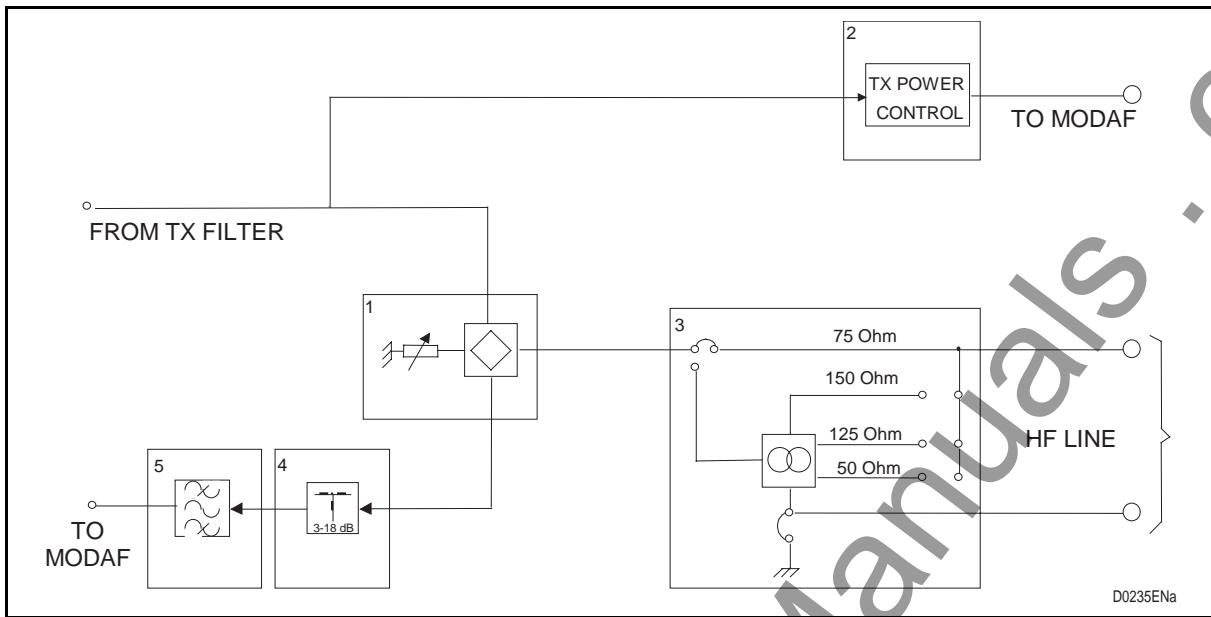 2
TX POWER
CONTROL
TO MODAF
FROM TX FILTER
1
3
75 Ohm
150 Ohm
125 Ohm
50 Ohm
HF LINE
5
4
3-18 dB
TO
MODAF
D0235ENa
Manuals .